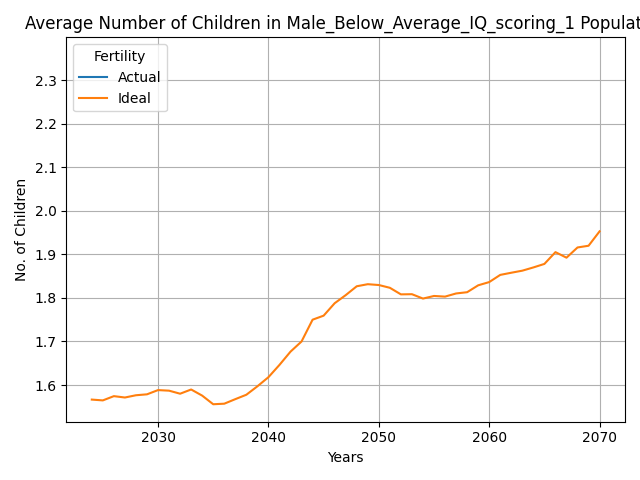 Average Number of Children in Male_Below_Average_IQ_scoring_1 Populat
Fertility
Actual
Ideal
2.3
2.2
2.1
2.0
1.9
1.8
1.7
1.6
No. of Children
2030 2040 2050 2060 2070
Years